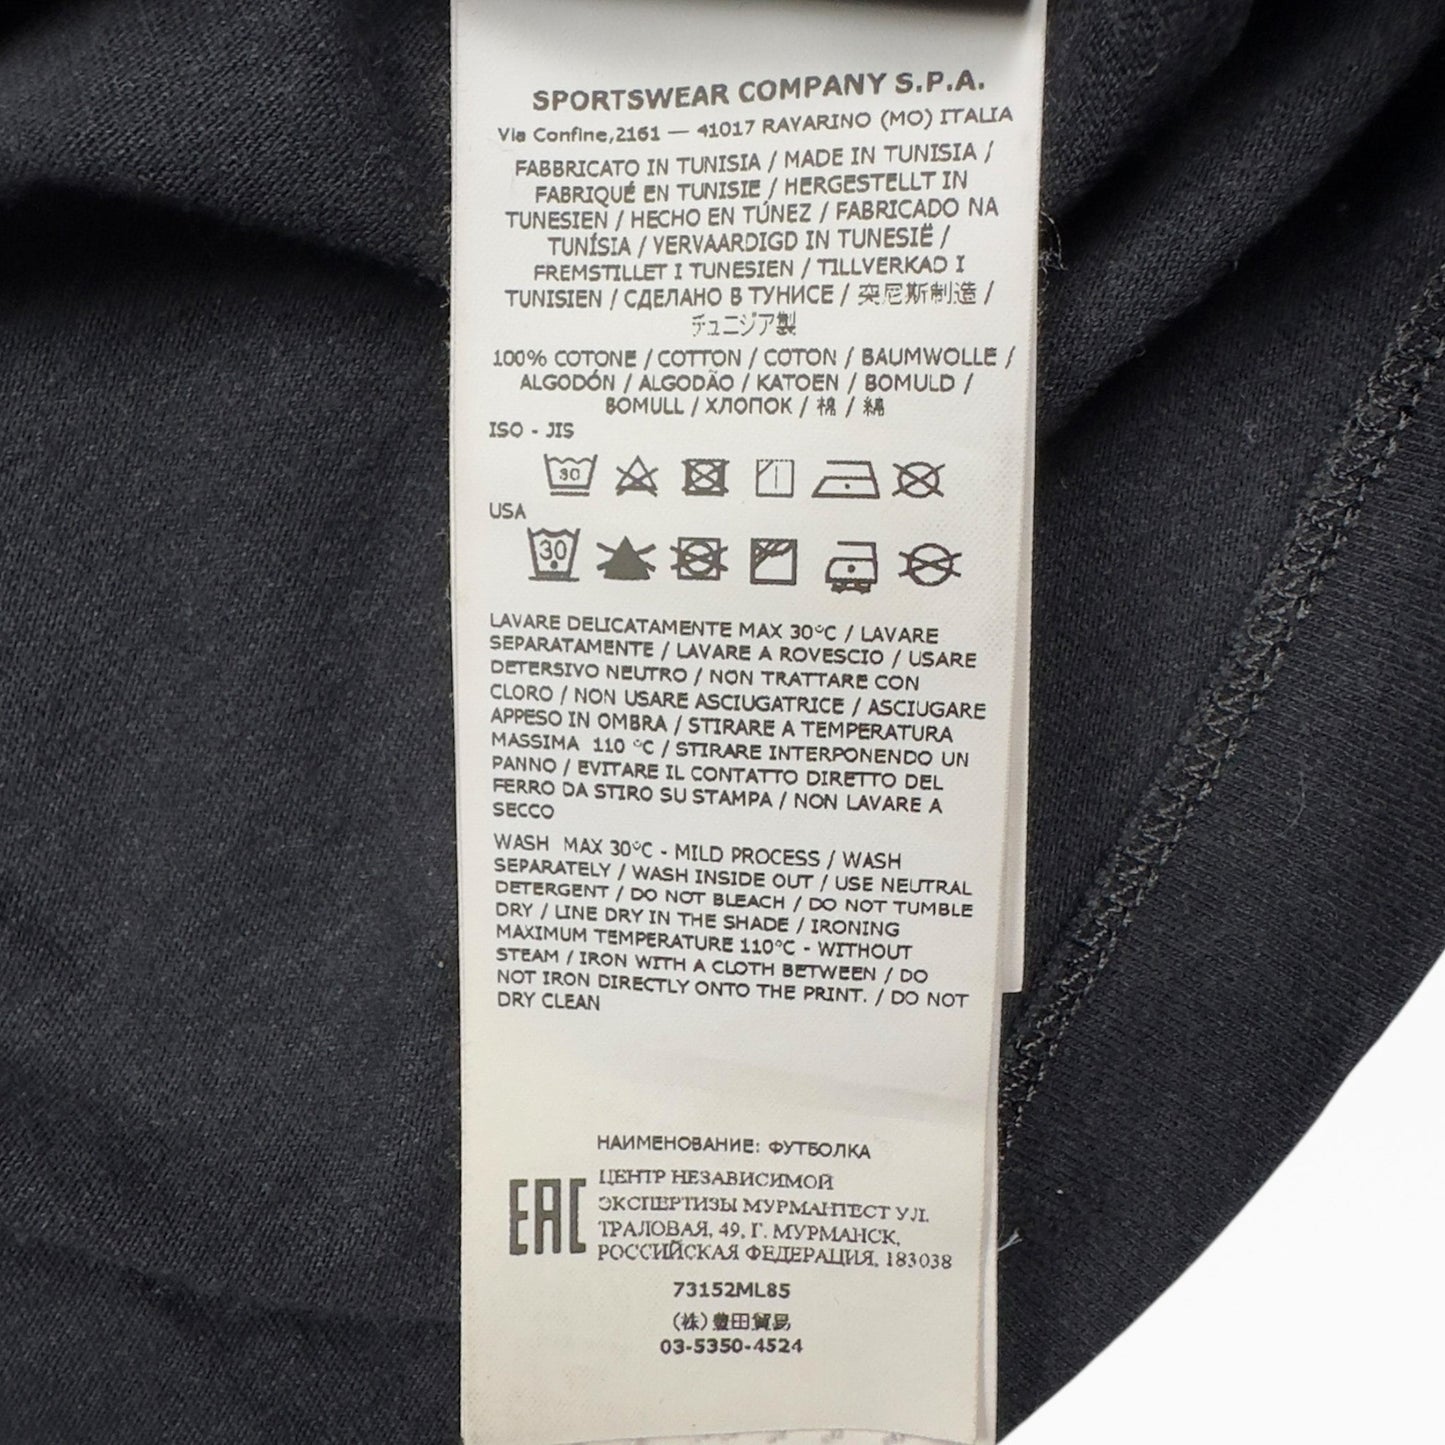 SPORTSWEAR COMPANY S.P.A.
Via Confine,2161 — 41017 RAVARINO (MO) ITALIA
FABBRICATO IN TUNISIA / MADE IN TUNISIA /
FABRIQUÉ EN TUNISIE / HERGESTELLT IN
TUNESIEN / HECHO EN TÚNEZ / FABRICADO NA
TUNÍSIA / VERVAARDIGD IN TUNESIË /
FREMSTILLET I TUNESIEN / TILLVERKAD I
TUNISIEN / СДЕЛАНО В ТУНИСЕ / 突尼斯制造 /
チュニジア製
100% COTONE / COTTON / COTON / BAUMWOLLE /
ALGODÓN / ALGODÃO / KATOEN / BOMULD /
BOMULL / ХЛОПОК / 棉 / 綿
ISO - JIS
30
USA
30
LAVARE DELICATAMENTE MAX 30°C / LAVARE
SEPARATAMENTE / LAVARE A ROVESCIO / USARE
DETERSIVO NEUTRO / NON TRATTARE CON
CLORO / NON USARE ASCIUGATRICE / ASCIUGARE
APPESO IN OMBRA / STIRARE A TEMPERATURA
MASSIMA 110 °C / STIRARE INTERPONENDO UN
PANNO / EVITARE IL CONTATTO DIRETTO DEL
FERRO DA STIRO SU STAMPA / NON LAVARE A
SECCO
WASH MAX 30°C - MILD PROCESS / WASH
SEPARATELY / WASH INSIDE OUT / USE NEUTRAL
DETERGENT / DO NOT BLEACH / DO NOT TUMBLE
DRY / LINE DRY IN THE SHADE / IRONING
MAXIMUM TEMPERATURE 110°C - WITHOUT
STEAM / IRON WITH A CLOTH BETWEEN / DO
NOT IRON DIRECTLY ONTO THE PRINT. / DO NOT
DRY CLEAN
НАИМЕНОВАНИЕ: ФУТБОЛКА
EAC
ЦЕНТР НЕЗАВИСИМОЙ
ЭКСПЕРТИЗЫ МУРМАНТЕСТ УЛ.
ТРАЛОВАЯ, 49, Г. МУРМАНСК,
РОССИЙСКАЯ ФЕДЕРАЦИЯ, 183038
73152ML85
(株)豊田貿易
03-5350-4524